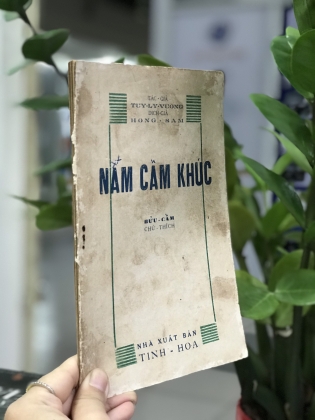 TÁC-GIẢ
TUY-LÝ-VƯƠNG
DỊCH-GIẢ
HỒNG-SÂM
NẰM CẦM KHÚC
BỬU-CẦM
CHÚ-THÍCH
NHÀ XUẤT BẢN
TINH-HOA